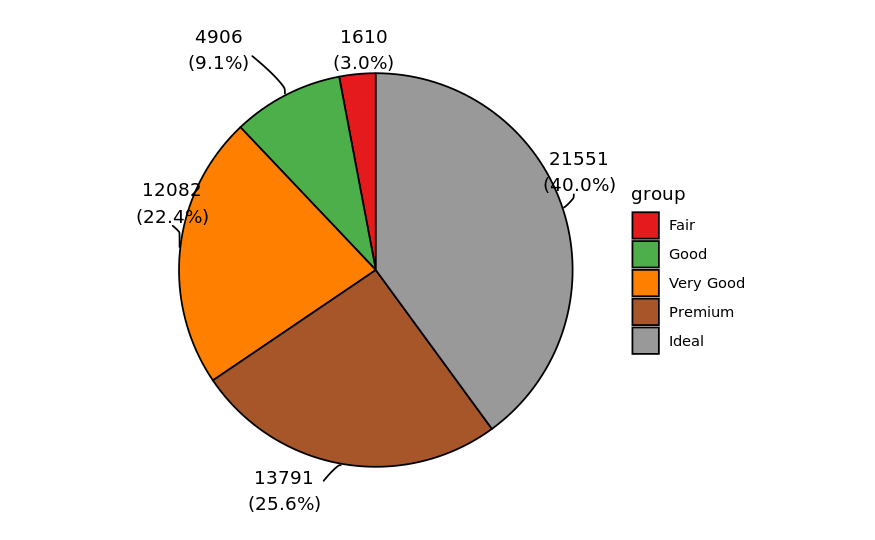 4906
(9.1%)
1610
(3.0%)
21551
(40.0%)
12082
(22.4%)
13791
(25.6%)
group
Fair
Good
Very Good
Premium
Ideal